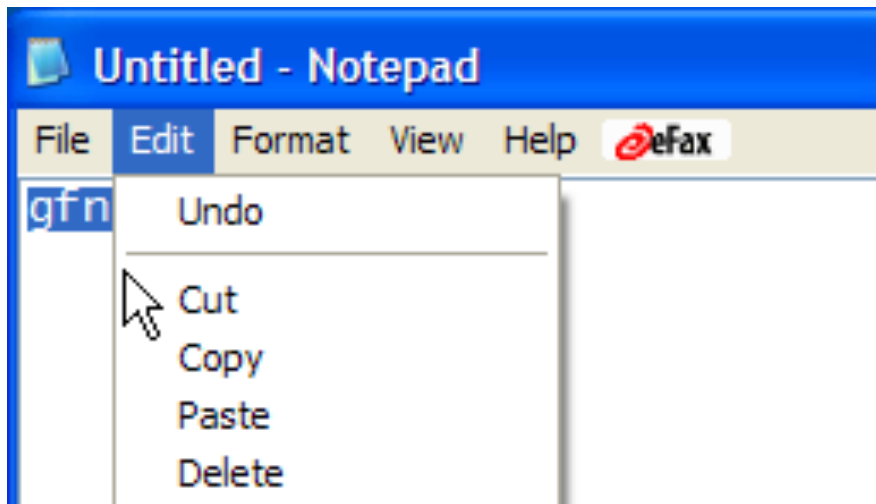 Untitled - Notepad
File Edit Format View Help eFax
gfn
Undo
Cut
Copy
Paste
Delete